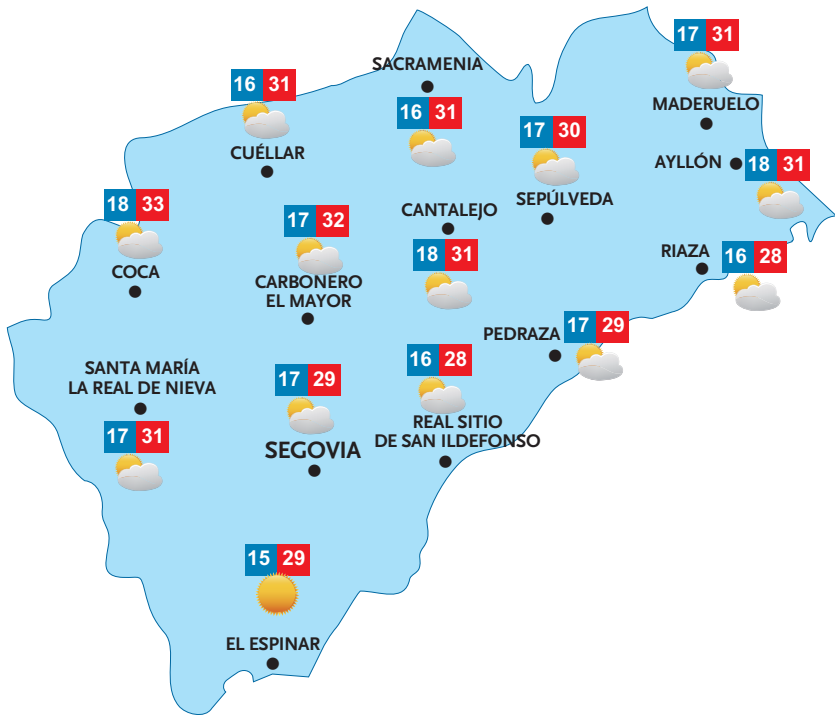 17 31
MADERUELO
SACRAMENIA
16 31
16 31
CUÉLLAR
17 30
SEPÚLVEDA
AYLLÓN
18 31
18 33
COCA
CANTALEJO
18 31
17 32
CARBONERO
EL MAYOR
RIAZA
16 28
PEDRAZA
17 29
16 28
REAL SITIO
DE SAN ILDEFONSO
SANTA MARÍA
LA REAL DE NIEVA
17 31
17 29
SEGOVIA
15 29
EL ESPINAR